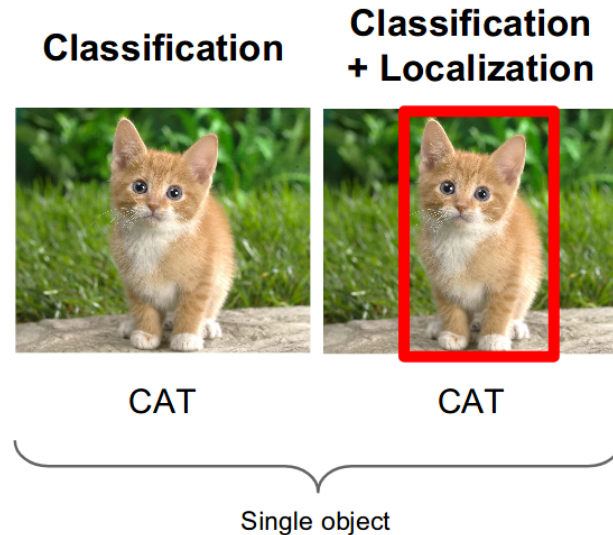 Classification
Classification
+ Localization
CAT
CAT
Single object